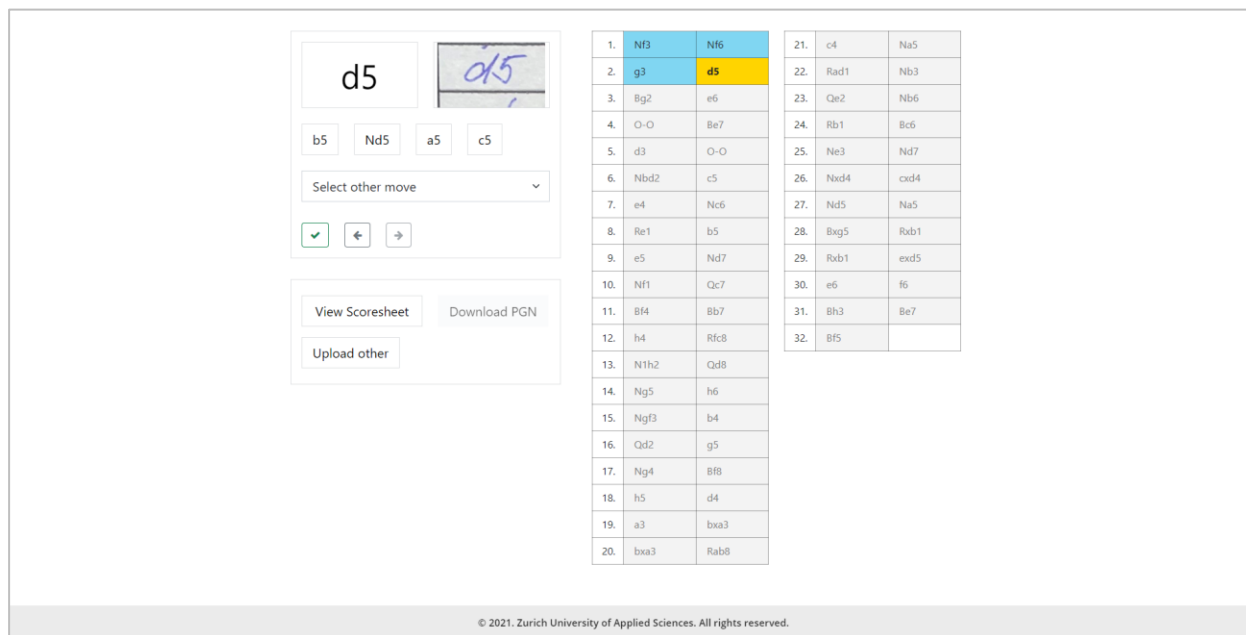 d5
d5
b5 Nd5 a5 c5
Select other move
View Scoresheet Download PGN
Upload other
1. Nf3 Nf6
2. g3 d5
3. Bg2 e6
4. O-O Be7
5. d3 O-O
6. Nbd2 c5
7. e4 Nc6
8. Re1 b5
9. e5 Nd7
10. Nf1 Qc7
11. Bf4 Bb7
12. h4 Rfc8
13. N1h2 Qd8
14. Ng5 h6
15. Ngf3 b4
16. Qd2 g5
17. Ng4 Bf8
18. h5 d4
19. a3 bxa3
20. bxa3 Rab8
21. c4 Na5
22. Rad1 Nb3
23. Qe2 Nb6
24. Rb1 Bc6
25. Ne3 Nd7
26. Nxd4 cxd4
27. Nd5 Na5
28. Bxg5 Rxb1
29. Rxb1 exd5
30. e6 f6
31. Bh3 Be7
32. Bf5
© 2021. Zurich University of Applied Sciences. All rights reserved.